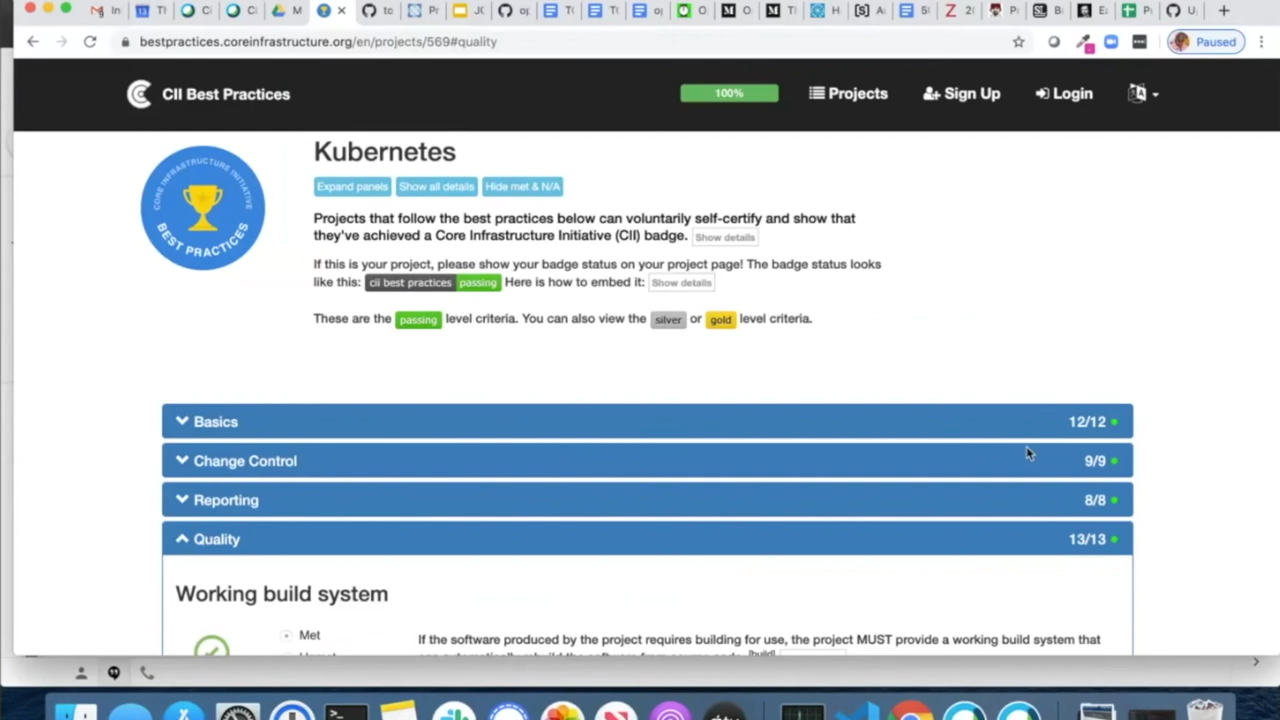 bestpractices.coreinfrastructure.org/en/projects/569#quality
Paused
CII Best Practices
100%
Projects
Sign Up
Login
CORE INFRASTRUCTURE INITIATIVE
BEST PRACTICES
Kubernetes
Expand panels
Show all details
Hide met & N/A
Projects that follow the best practices below can voluntarily self-certify and show that
they've achieved a Core Infrastructure Initiative (CII) badge. Show details
If this is your project, please show your badge status on your project page! The badge status looks
like this: cii best practices passing Here is how to embed it: Show details
These are the passing level criteria. You can also view the silver or gold level criteria.
Basics 12/12
Change Control 9/9
Reporting 8/8
Quality 13/13
Working build system
Met
If the software produced by the project requires building for use, the project MUST provide a working build system that